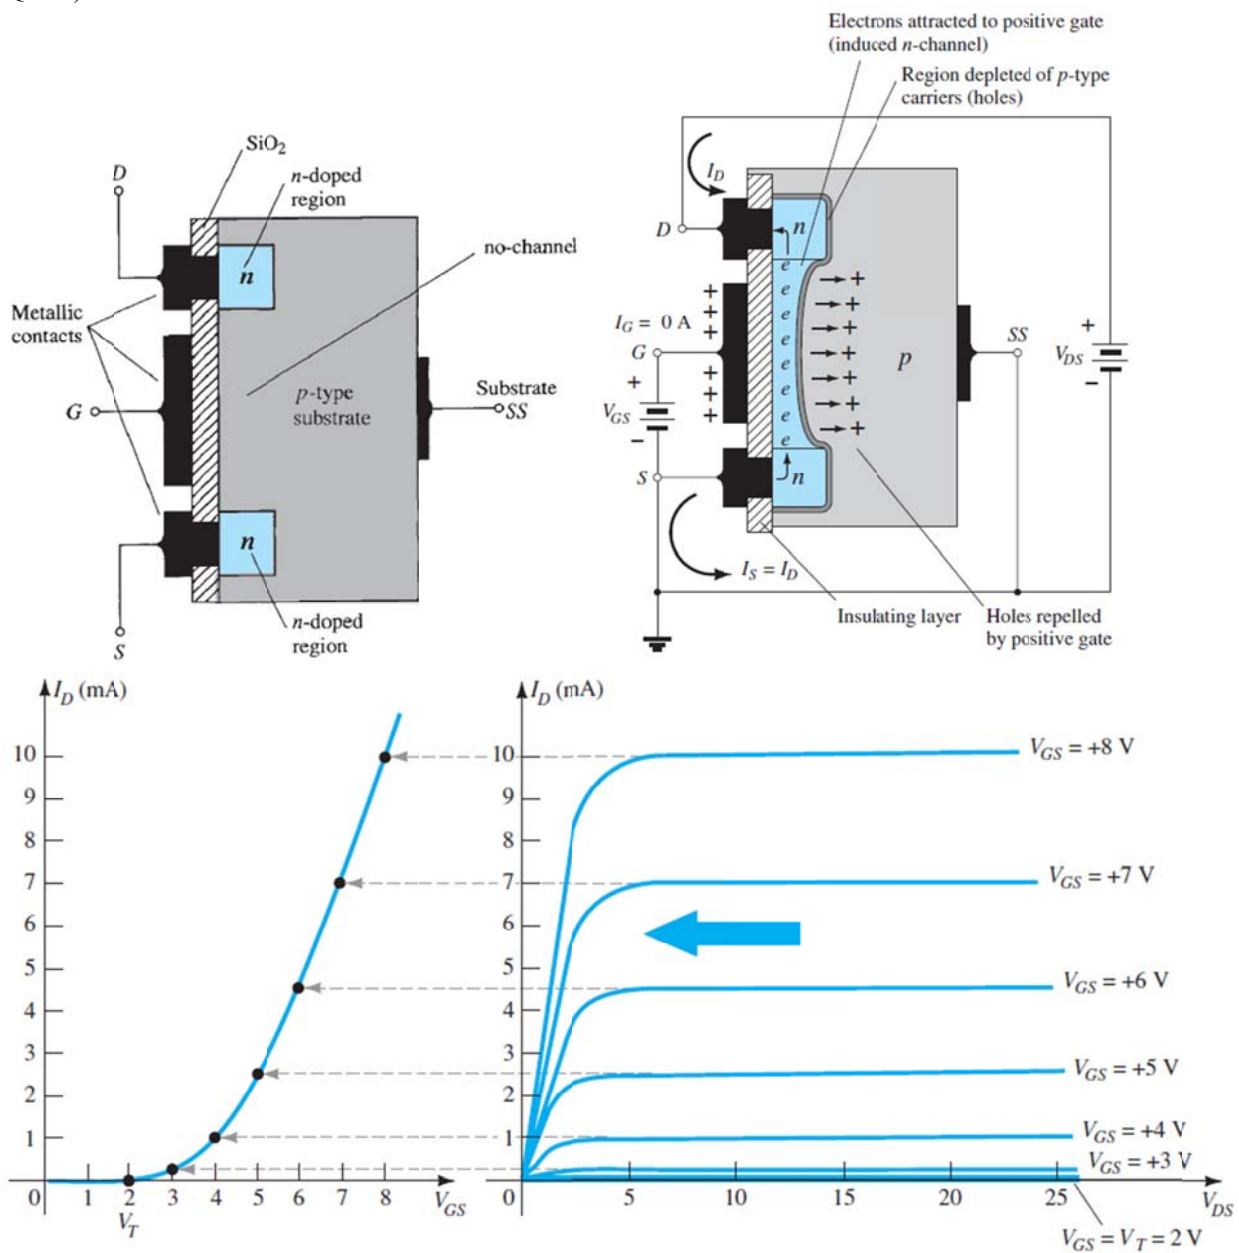 SiO2
D
n-doped
region
n
no-channel
Metallic
contacts
p-type
substrate
G
Substrate
SS
n
n-doped
region
S
Electrons attracted to positive gate
(induced n-channel)
Region depleted of p-type
carriers (holes)
ID
D
n
e
e
e
e
e
e
e
e
+
+
+
+
+
+
+
+
+
+
+
+
+
IG = 0 A
G
+
VGS
−
p
SS
+
VDS
−
S
n
IS = ID
Insulating layer
Holes repelled
by positive gate
ID (mA)
10
9
8
7
6
5
4
3
2
1
0 1 2 3 4 5 6 7 8 VGS
VT
ID (mA)
10
9
8
7
6
5
4
3
2
1
0 5 10 15 20 25 VDS
VGS = +8 V
VGS = +7 V
VGS = +6 V
VGS = +5 V
VGS = +4 V
VGS = +3 V
VGS = VT = 2 V